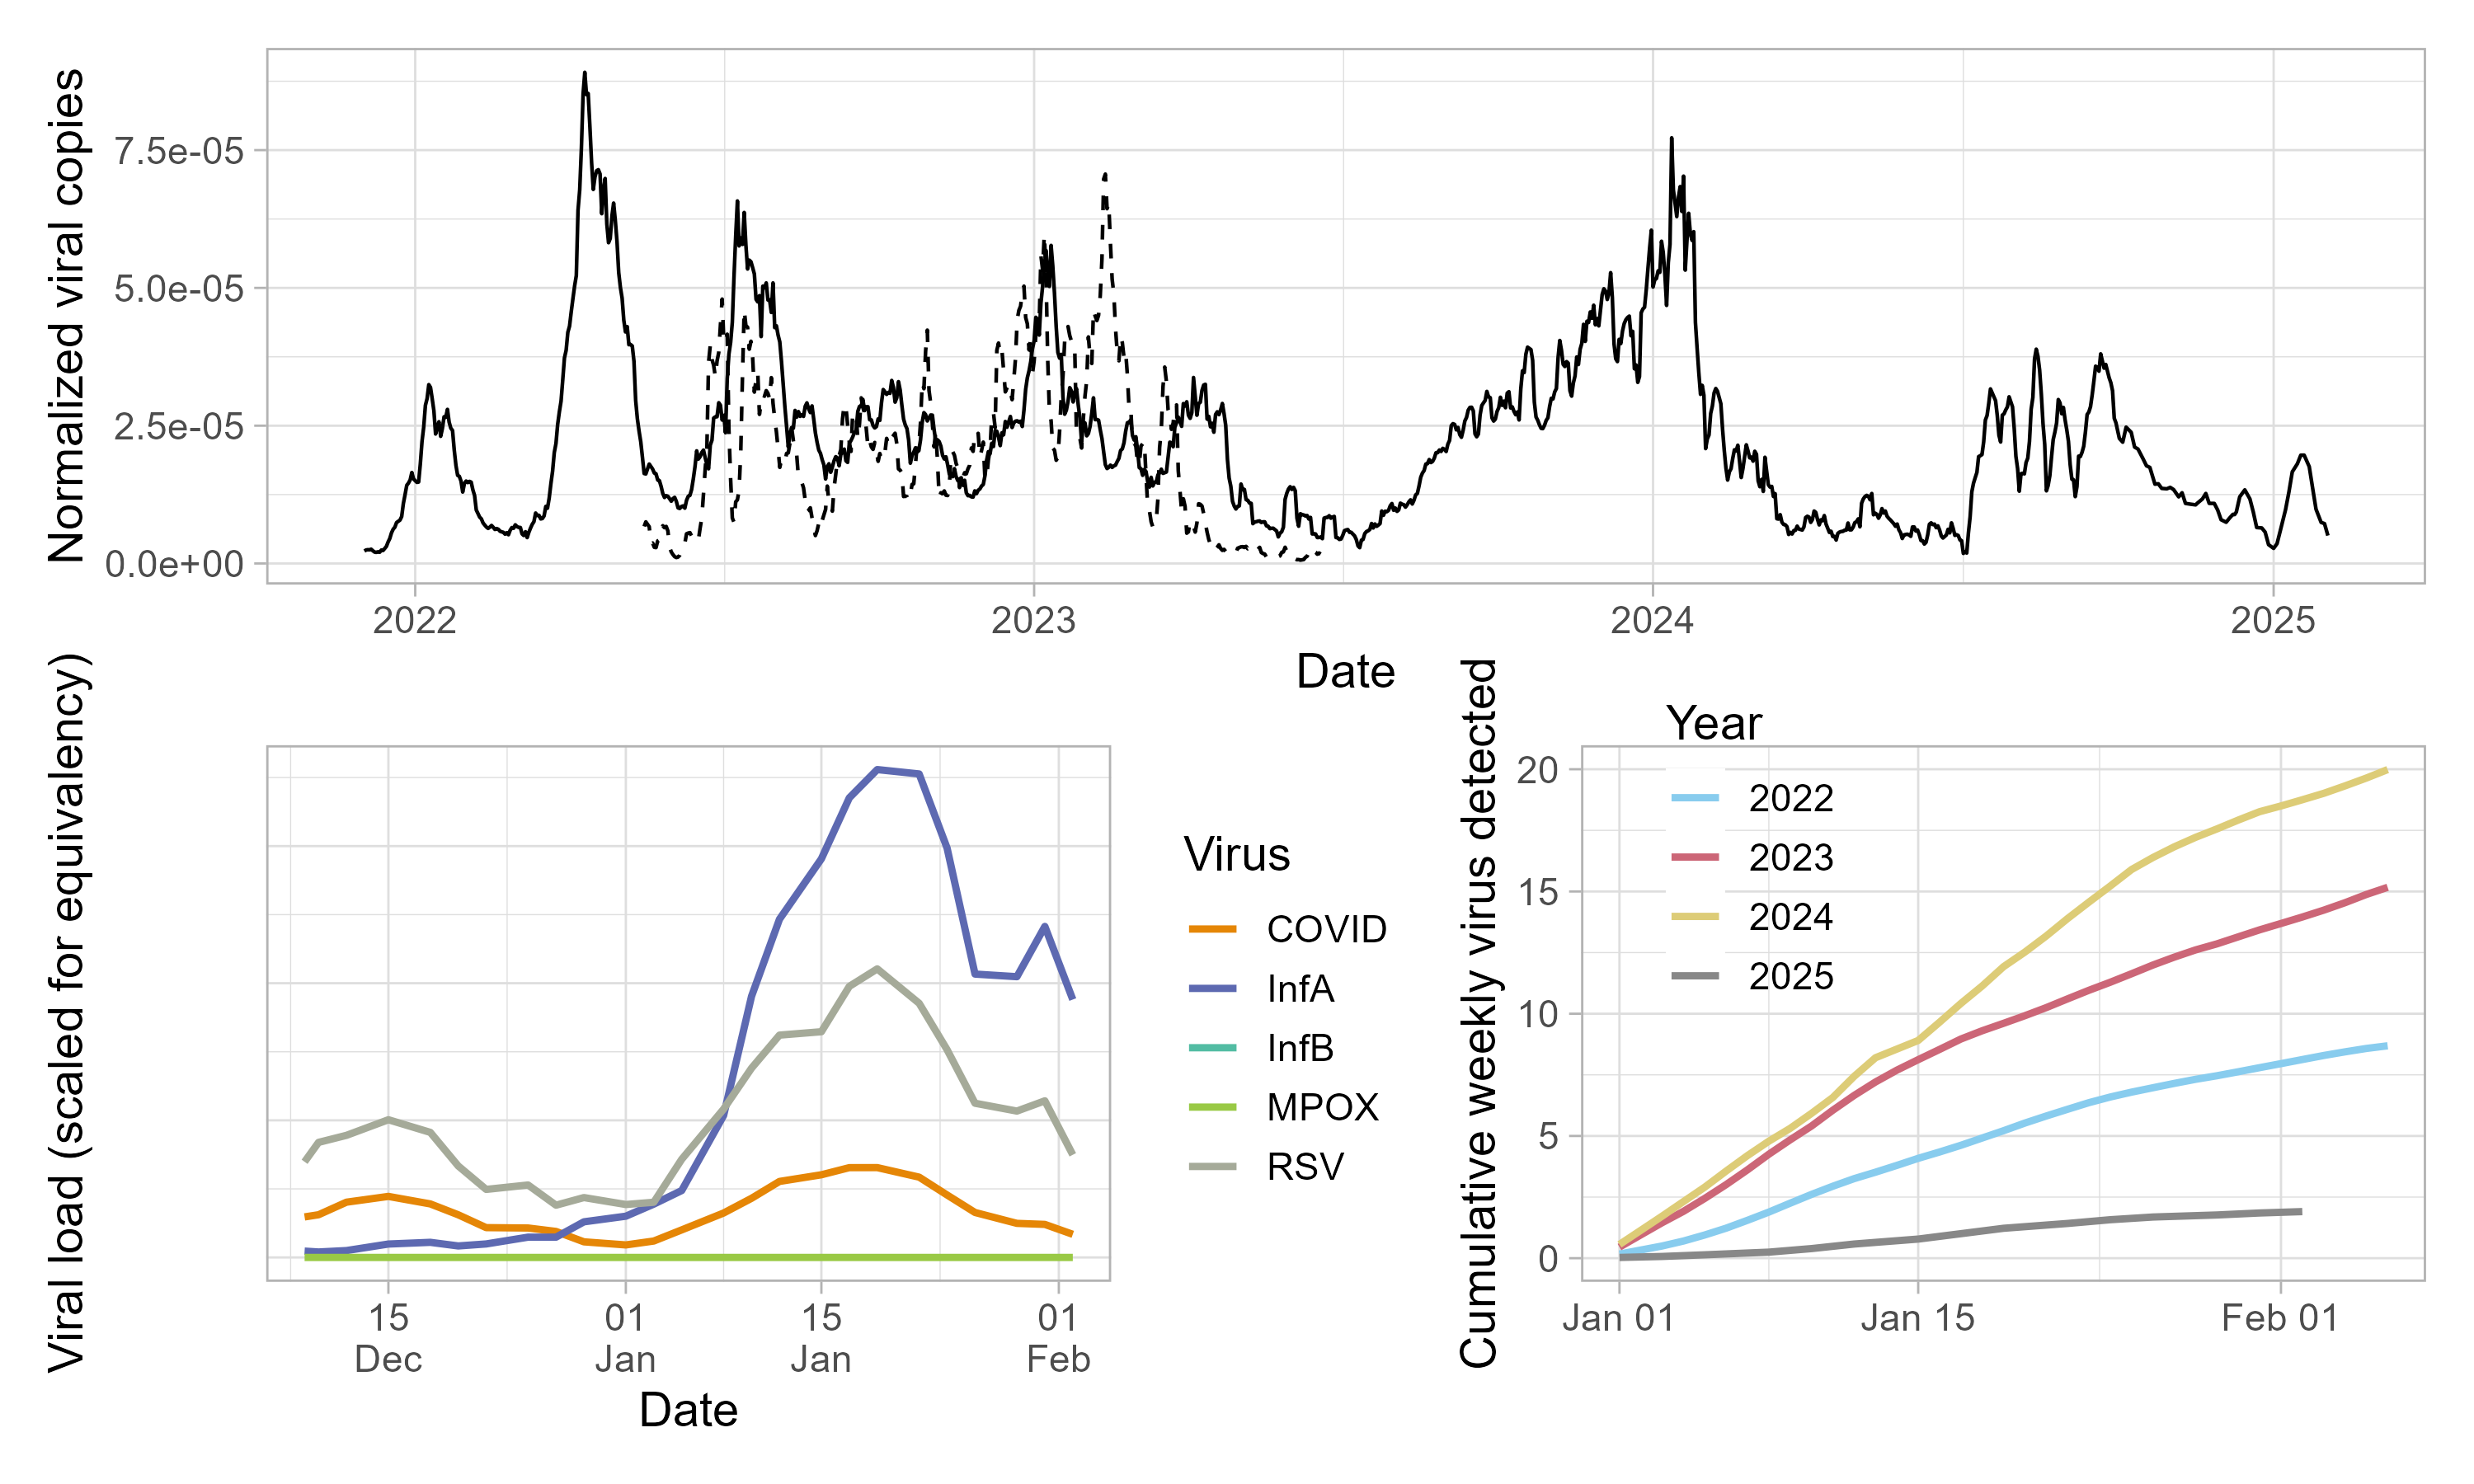 Normalized viral copies
7.5e-05
5.0e-05
2.5e-05
0.0e+00
2022
2023
2024
2025
Date
Viral load (scaled for equivalency)
15
Dec
01
Jan
15
Jan
01
Feb
Date
Virus
COVID
InfA
InfB
MPOX
RSV
Cumulative weekly virus detected
20
15
10
5
0
Year
2022
2023
2024
2025
Jan 01
Jan 15
Feb 01